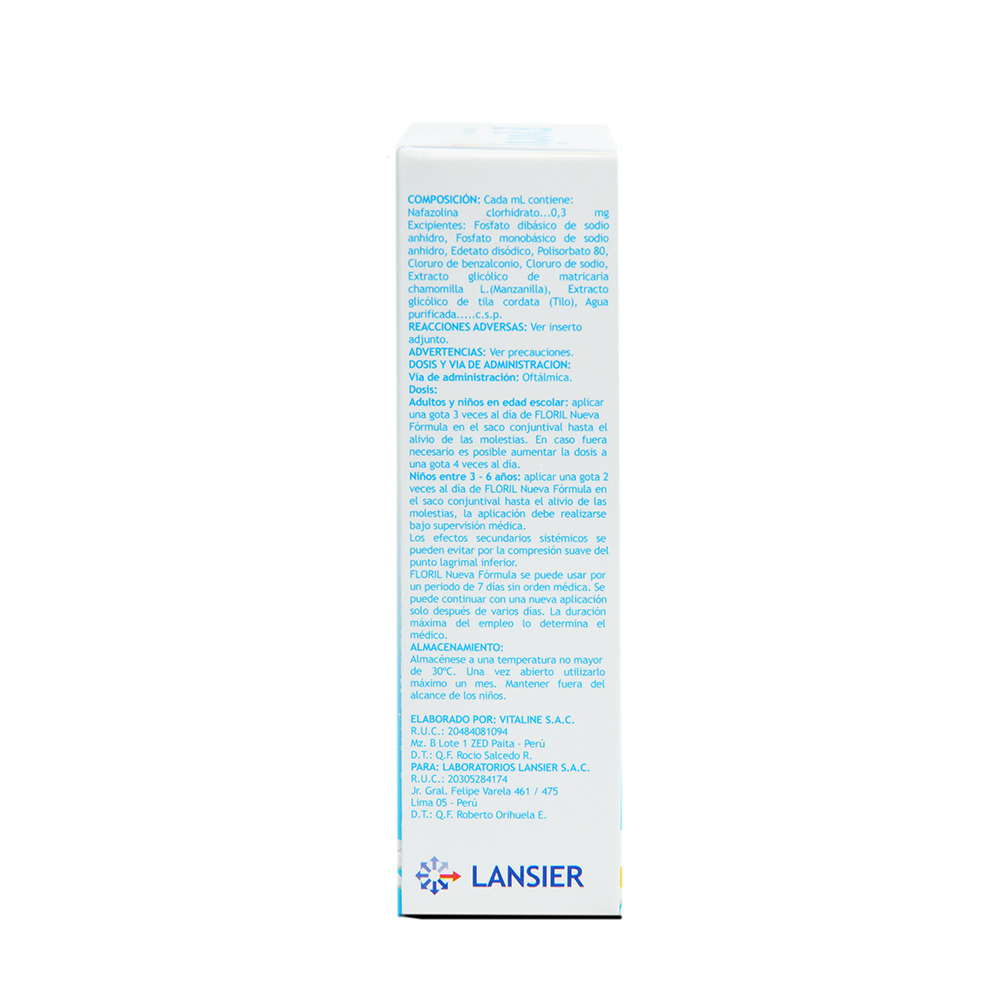 COMPOSICIÓN: Cada mL contiene:
Nafazolina clorhidrato...0,3 mg
Excipientes: Fosfato dibásico de sodio
anhidro, Fosfato monobásico de sodio
anhidro, Edetato disódico, Polisorbato 80,
Cloruro de benzalconio, Cloruro de sodio,
Extracto glicólico de matricaria
chamomilla L.(Manzanilla), Extracto
glicólico de tila cordata (Tilo), Agua
purificada.....c.s.p.
REACCIONES ADVERSAS: Ver inserto
adjunto.
ADVERTENCIAS: Ver precauciones.
DOSIS Y VIA DE ADMINISTRACION:
Vía de administración: Oftálmica.
Dosis:
Adultos y niños en edad escolar: aplicar
una gota 3 veces al día de FLORIL Nueva
Fórmula en el saco conjuntival hasta el
alivio de las molestias. En caso fuera
necesario es posible aumentar la dosis a
una gota 4 veces al día.
Niños entre 3 - 6 años: aplicar una gota 2
veces al día de FLORIL Nueva Fórmula en
el saco conjuntival hasta el alivio de las
molestias, la aplicación debe realizarse
bajo supervisión médica.
Los efectos secundarios sistémicos se
pueden evitar por la compresión suave del
punto lagrimal inferior.
FLORIL Nueva Fórmula se puede usar por
un periodo de 7 días sin orden médica. Se
puede continuar con una nueva aplicación
solo después de varios días. La duración
máxima del empleo lo determina el
médico.
ALMACENAMIENTO:
Almacénese a una temperatura no mayor
de 30ºC. Una vez abierto utilizarlo
máximo un mes. Mantener fuera del
alcance de los niños.
ELABORADO POR: VITALINE S.A.C.
R.U.C.: 20484081094
Mz. B Lote 1 ZED Paita - Perú
D.T.: Q.F. Rocio Salcedo R.
PARA: LABORATORIOS LANSIER S.A.C.
R.U.C.: 20305284174
Jr. Gral. Felipe Varela 461 / 475
Lima 05 - Perú
D.T.: Q.F. Roberto Orihuela E.
LANSIER